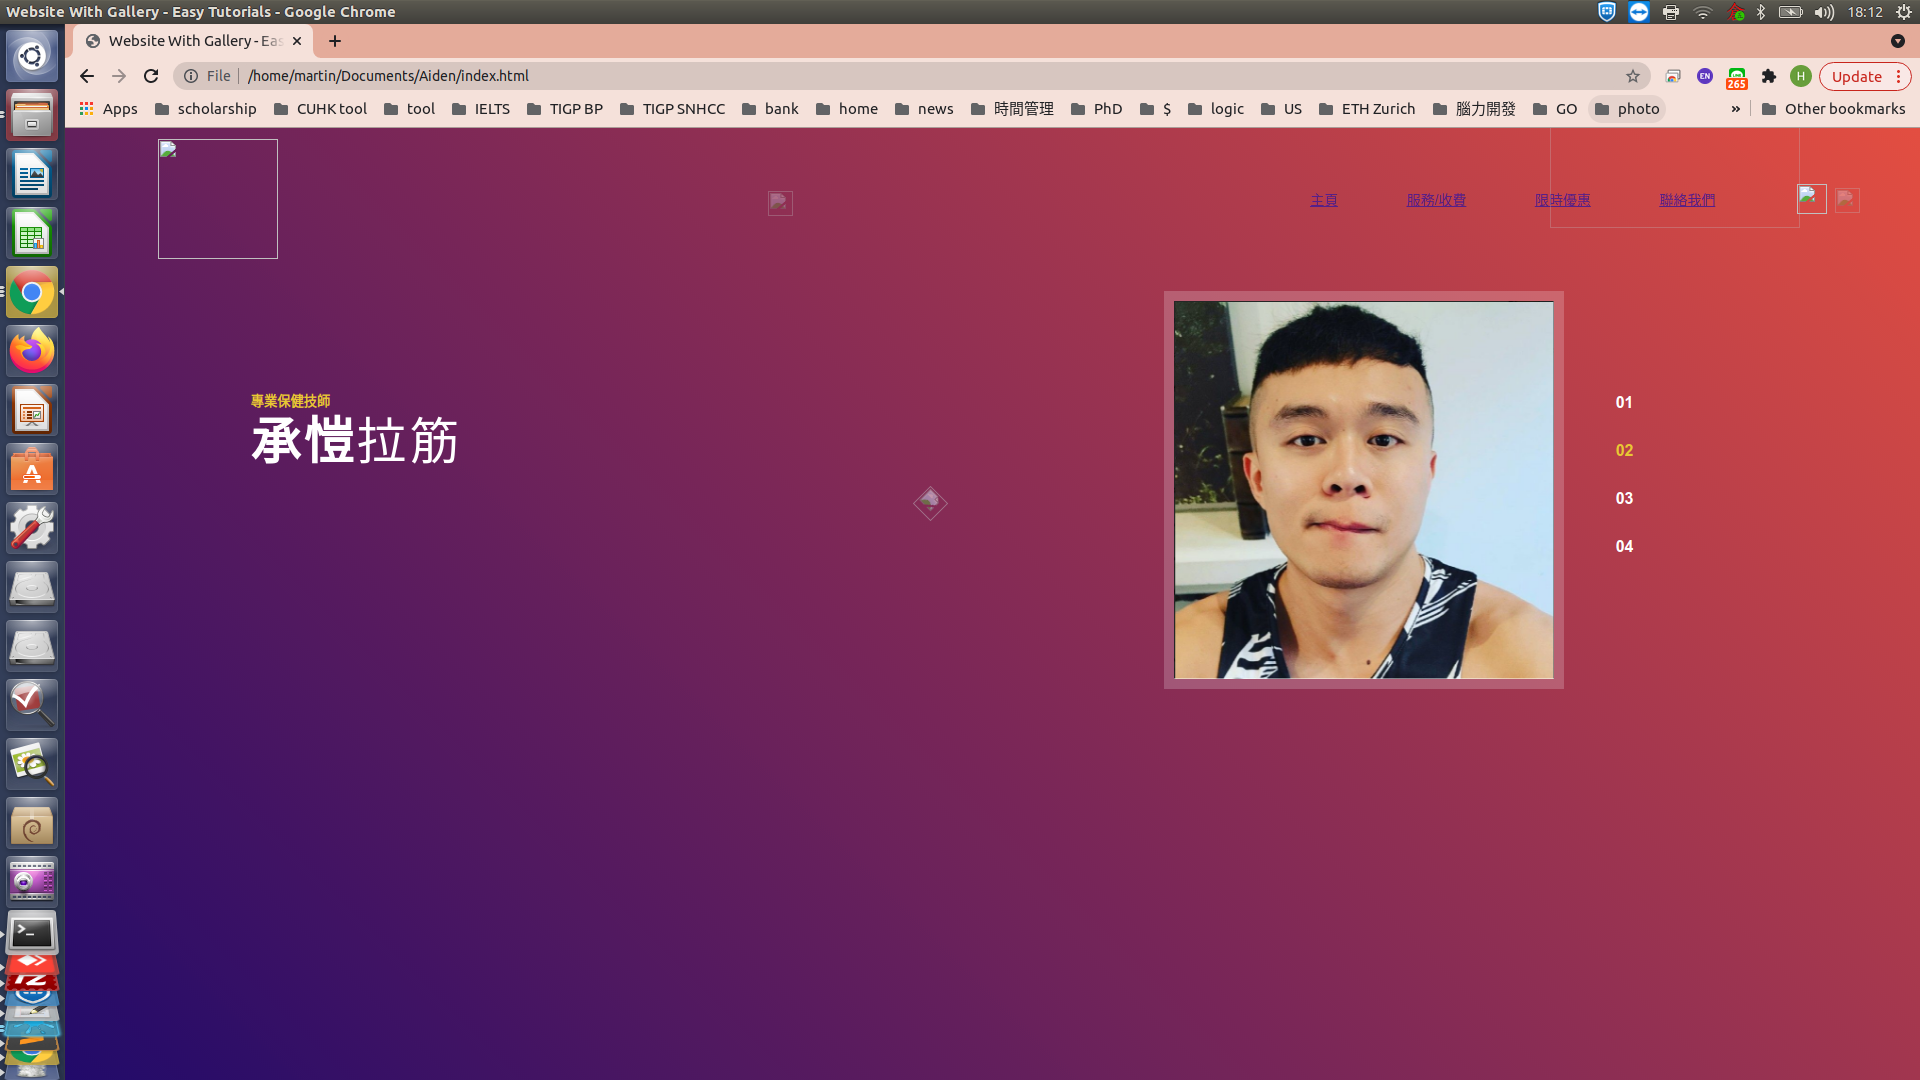 Website With Gallery - Easy Tutorials - Google Chrome
18:12
Website With Gallery - Eas
File
/home/martin/Documents/Aiden/index.html
EN
265
H
Update
Apps
scholarship
CUHK tool
tool
IELTS
TIGP BP
TIGP SNHCC
bank
home
news
時間管理
PhD
$
logic
US
ETH Zurich
腦力開發
GO
photo
»
Other bookmarks
主頁
服務/收費
限時優惠
聯絡我們
專業保健技師
承愷拉筋
01
02
03
04